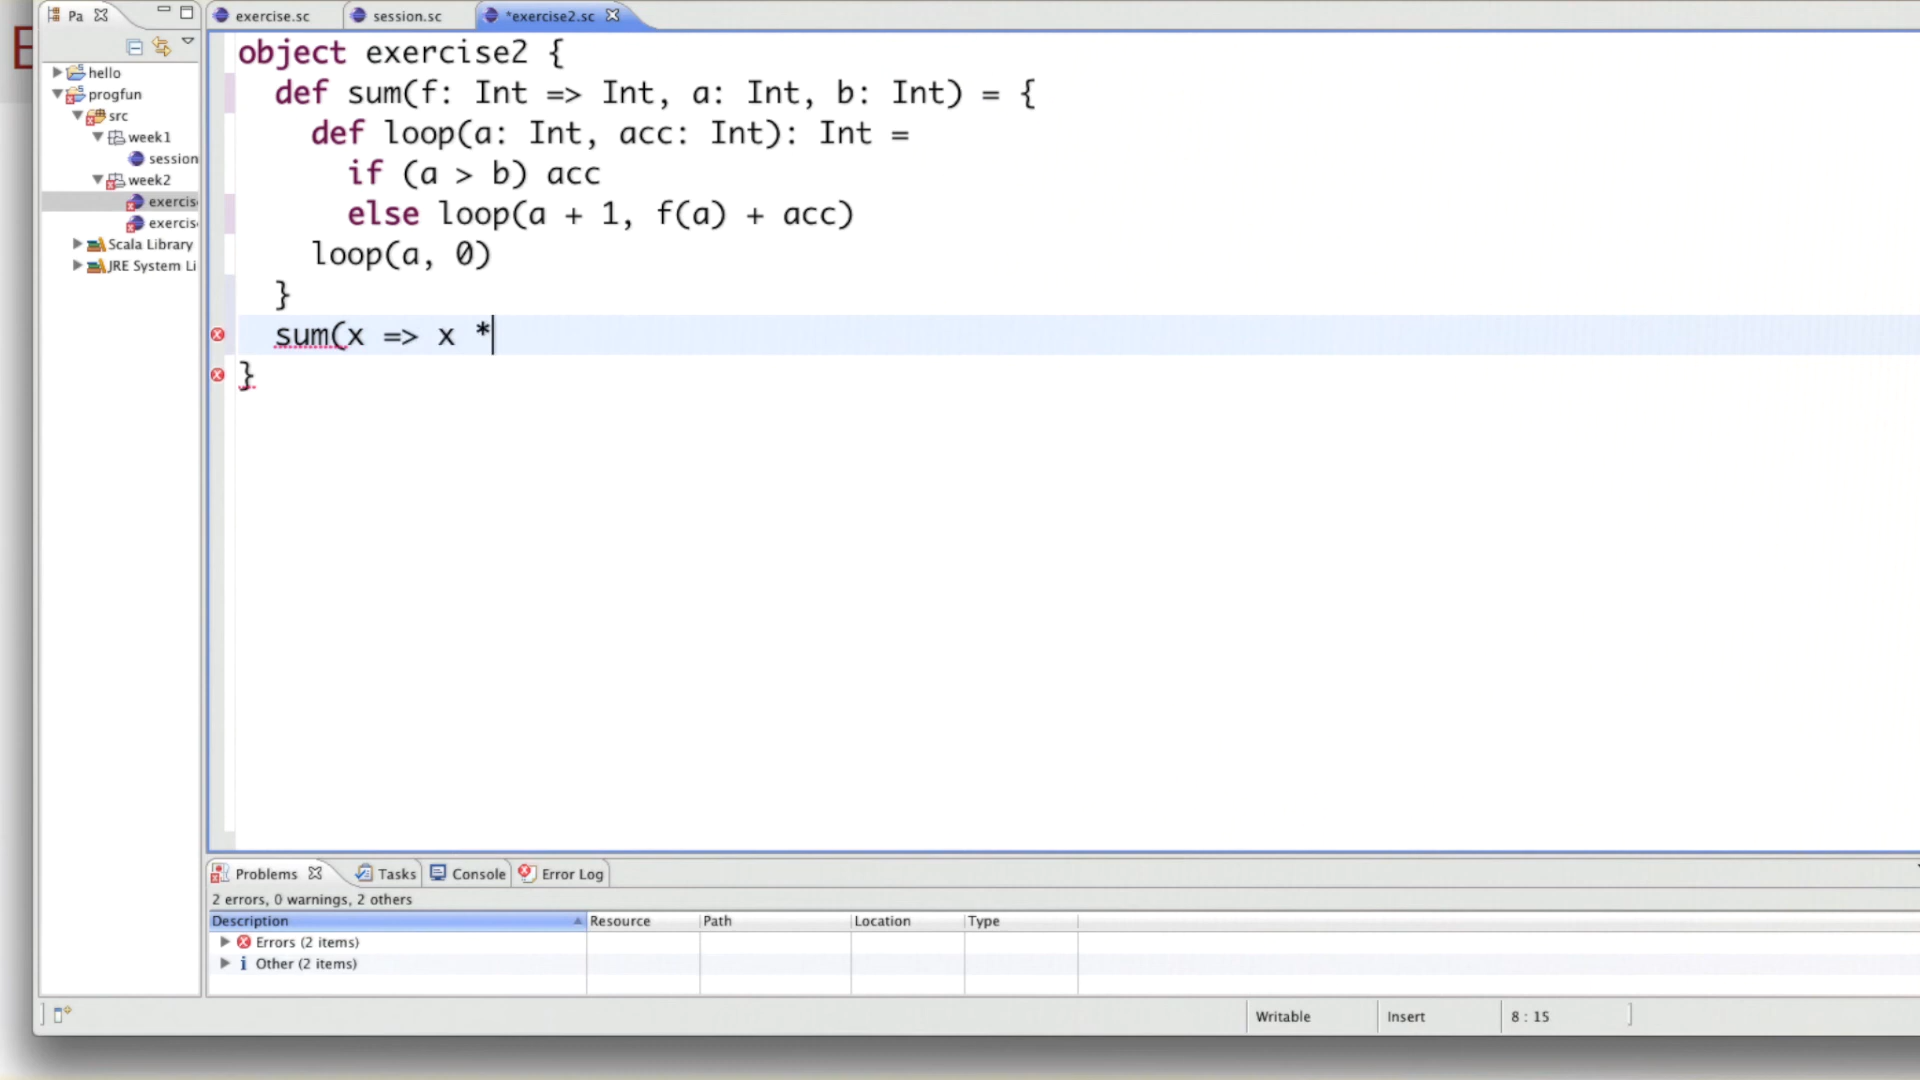 E
Pa
exercise.sc
session.sc
*exercise2.sc
hello
progfun
src
week1
session
week2
exercis
exercis
Scala Library
JRE System Li
object exercise2 {
def sum(f: Int => Int, a: Int, b: Int) = {
def loop(a: Int, acc: Int): Int =
if (a > b) acc
else loop(a + 1, f(a) + acc)
loop(a, 0)
}
sum(x => x *
}
Problems
Tasks
Console
Error Log
2 errors, 0 warnings, 2 others
Description
Resource
Path
Location
Type
Errors (2 items)
Other (2 items)
Writable
Insert
8 : 15